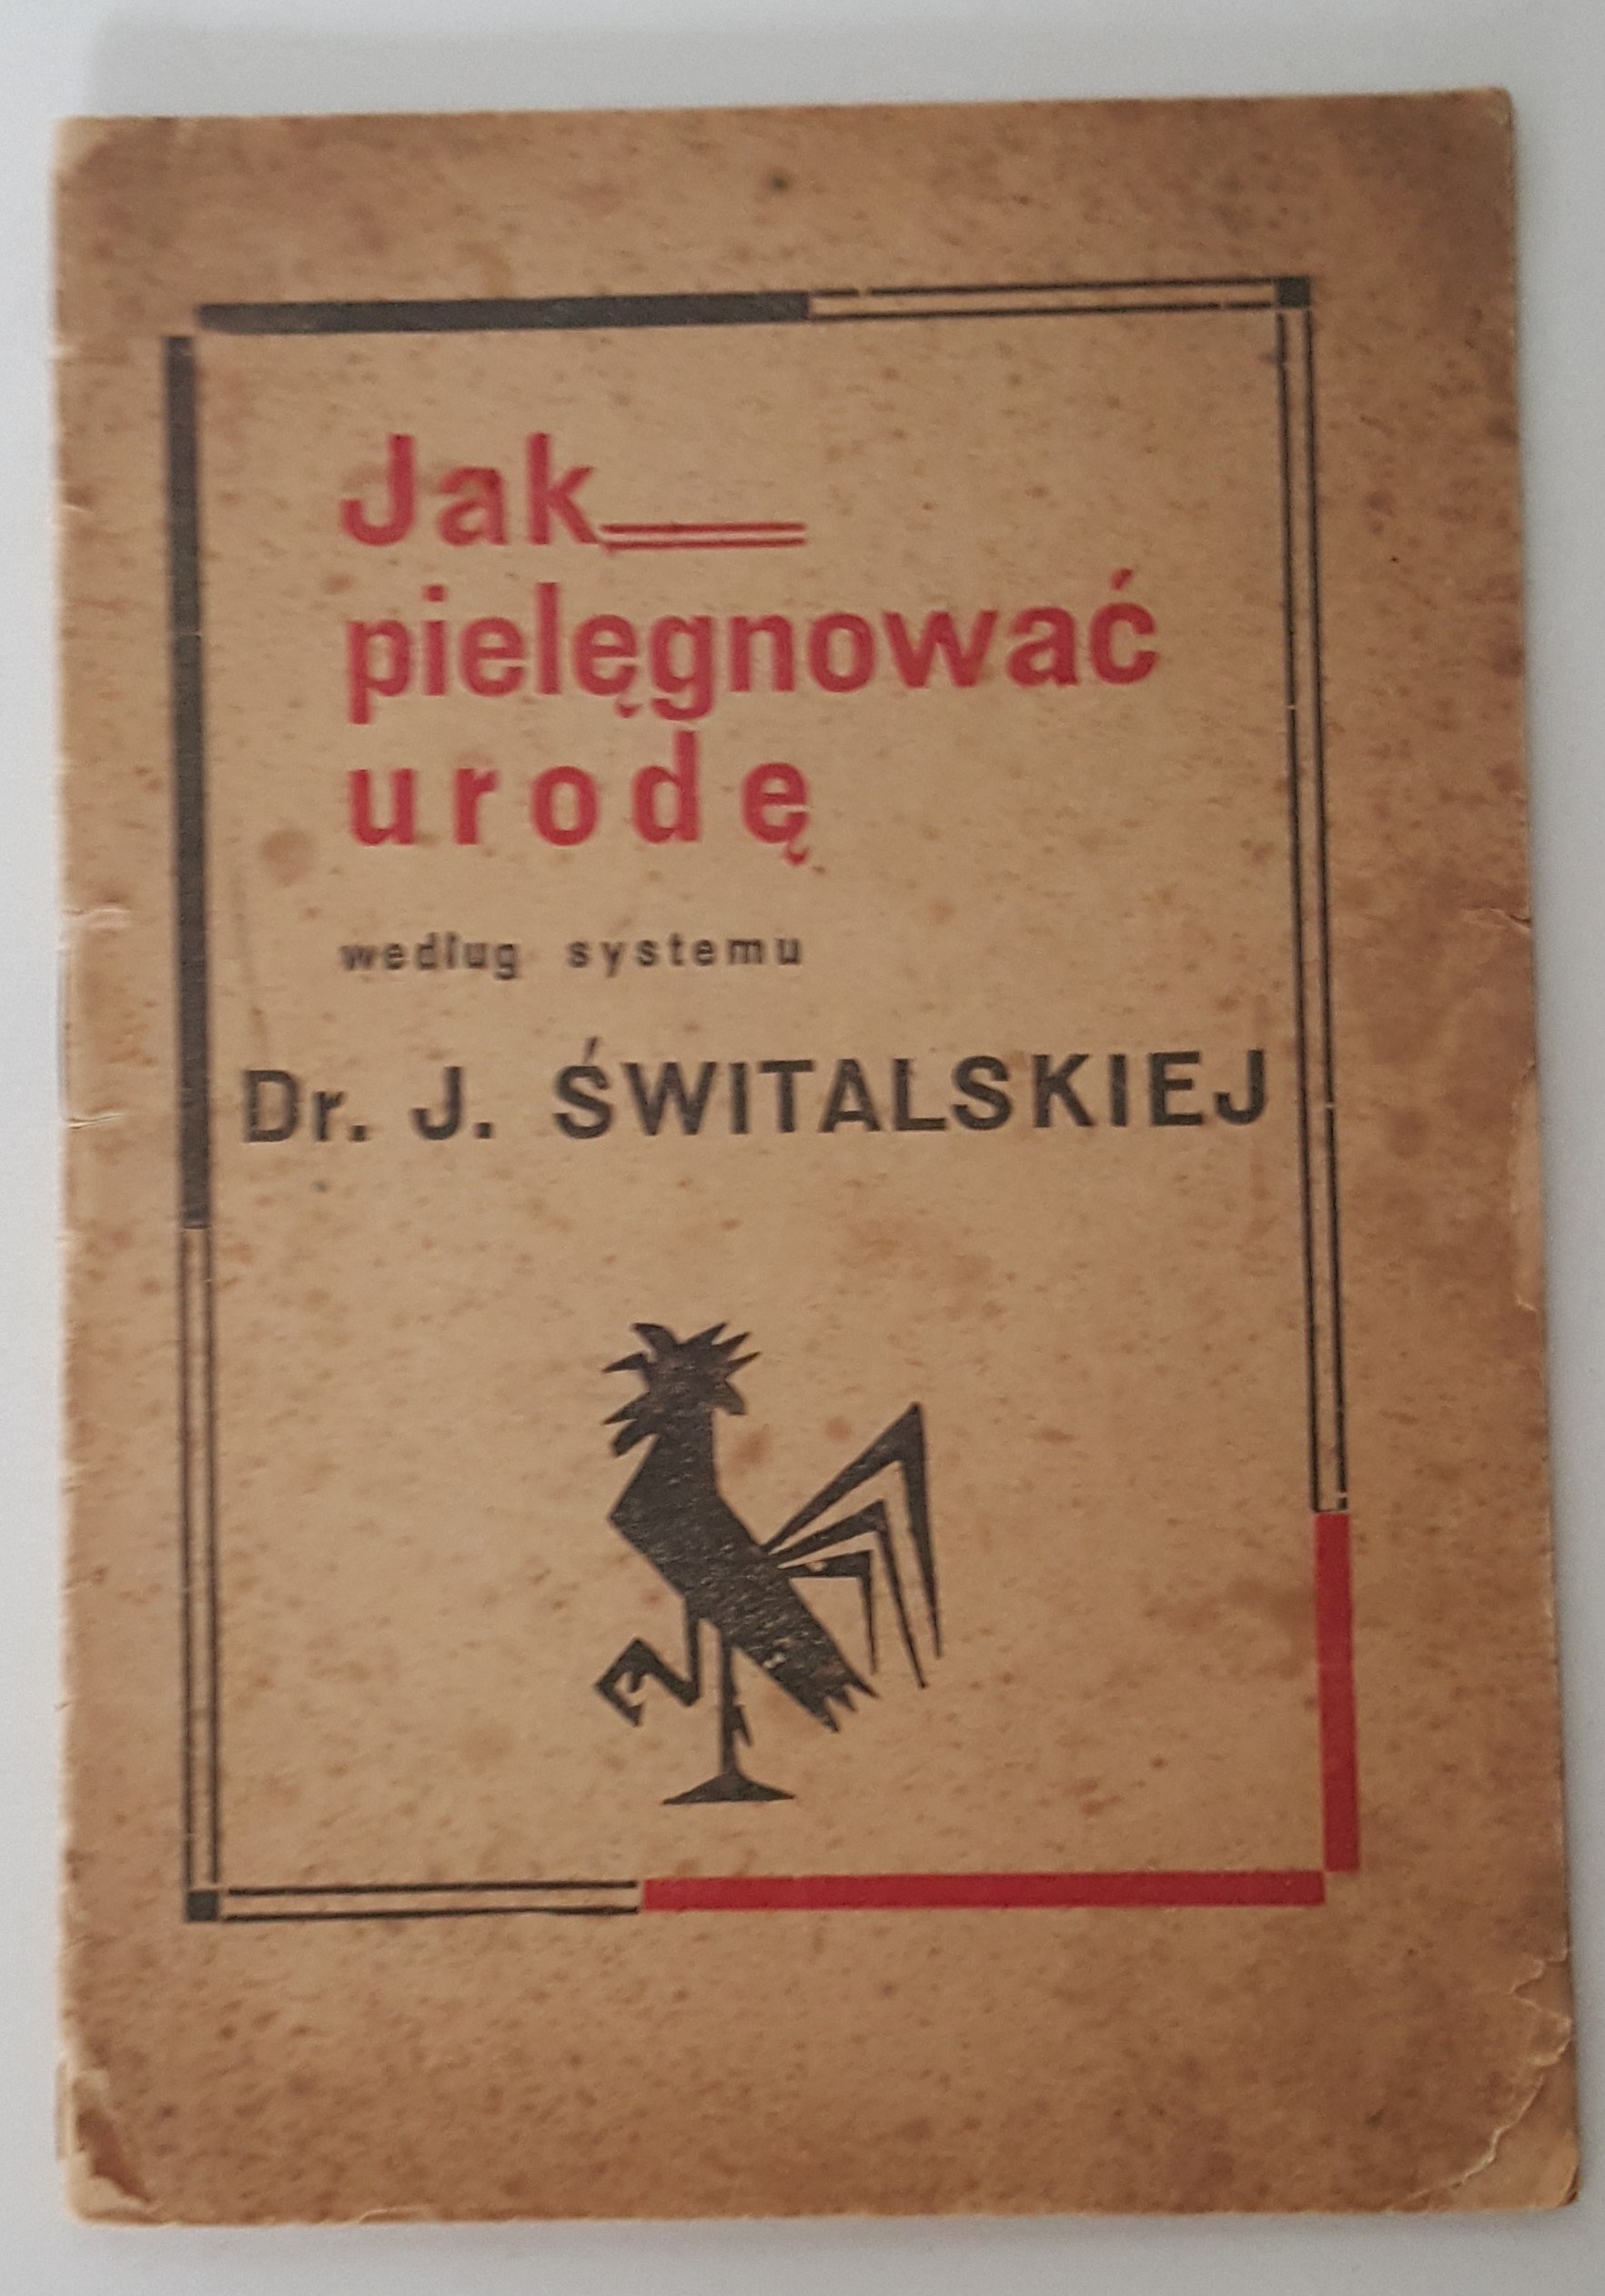 Jak
pielęgnować
urodę
według systemu
Dr. J. ŚWITALSKIEJ